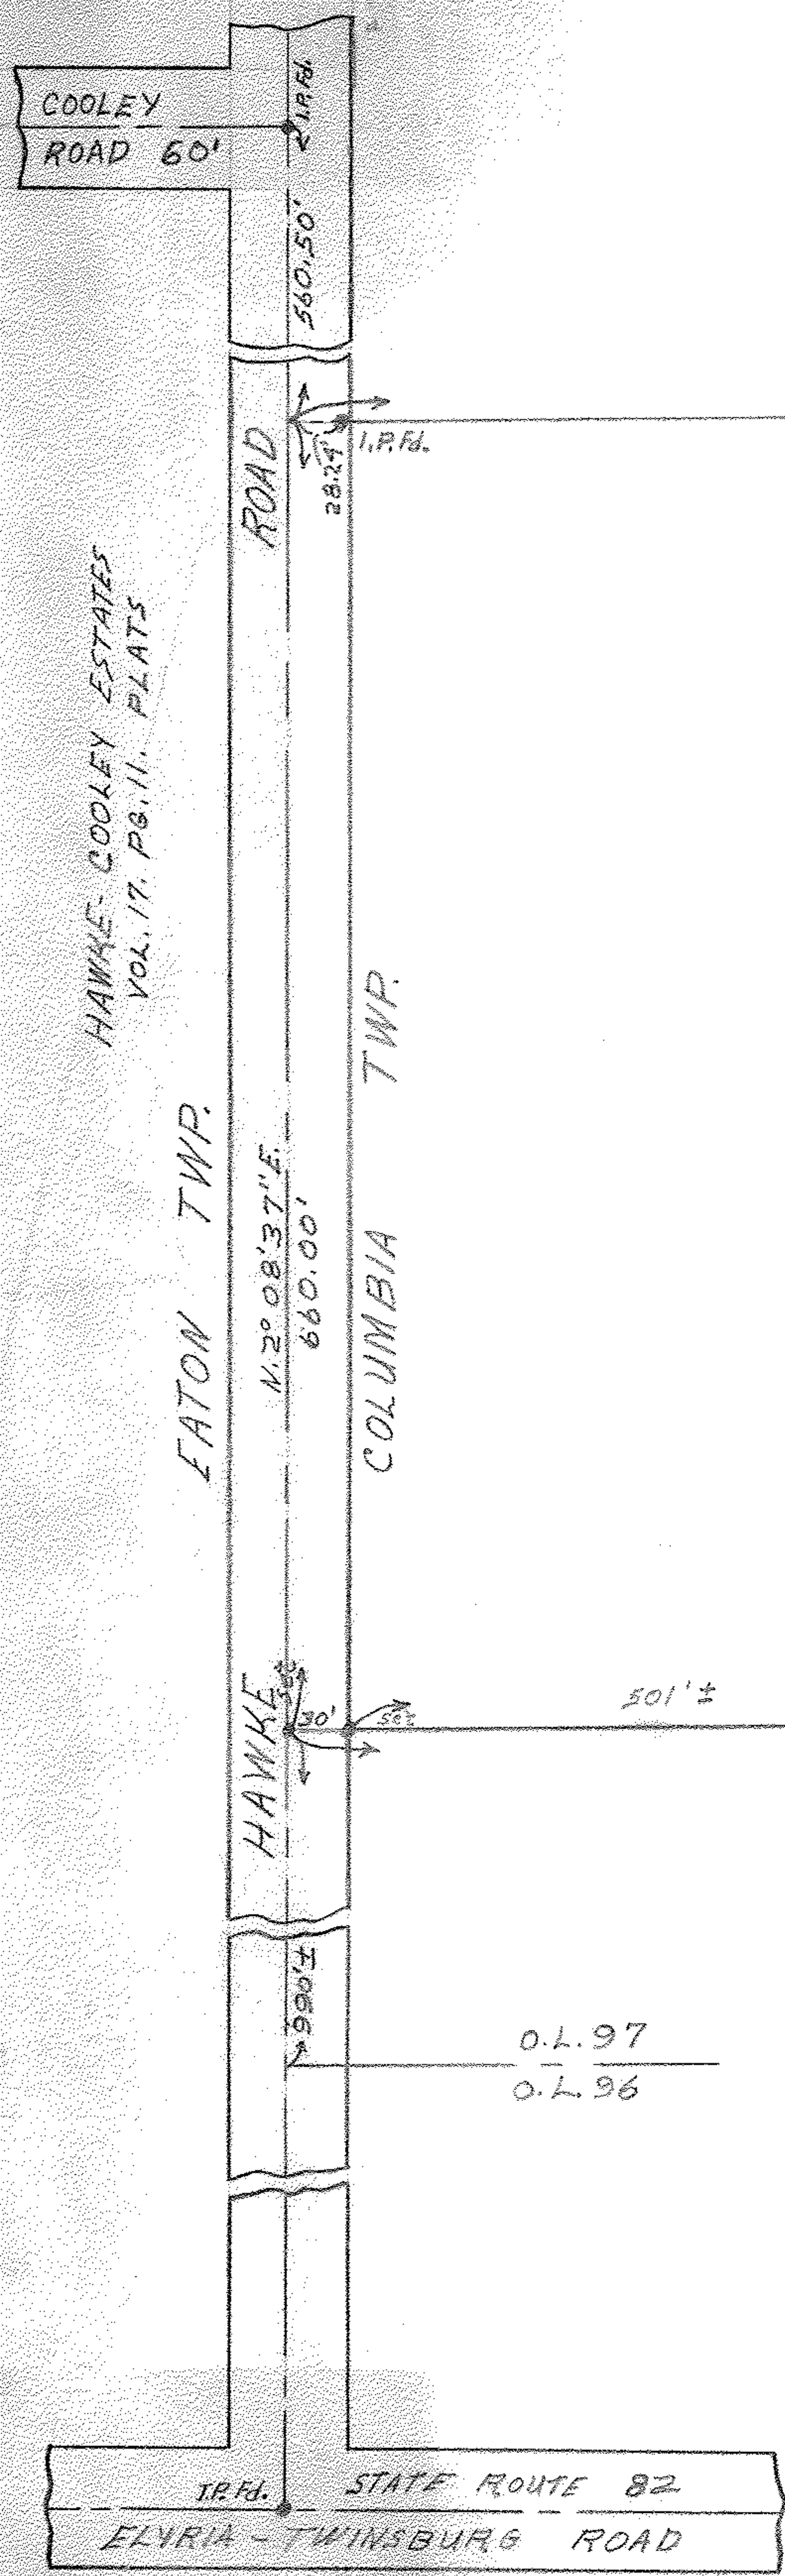 COOLEY
ROAD 60'
I.P. Fd.
560.50'
I.P. Fd.
28.24'
ROAD
HAWKE-COOLEY ESTATES
VOL. 17. PG. 11. PLATS
EATON TWP.
COLUMBIA TWP.
N. 2° 08' 37" E.
660.00'
HAWKE
set
30'
set
501' ±
990' ±
O.L. 97
O.L. 96
I.P. Fd.
STATE ROUTE 82
ELYRIA - TWINSBURG ROAD